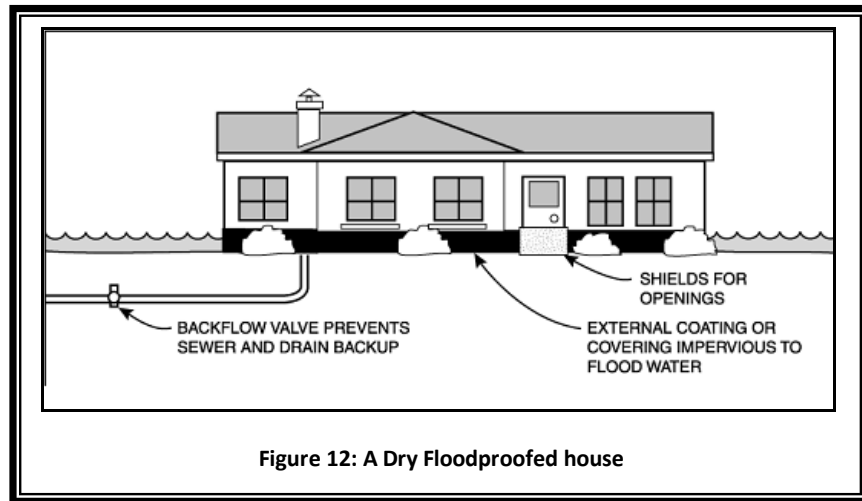 SHIELDS FOR
OPENINGS
BACKFLOW VALVE PREVENTS
SEWER AND DRAIN BACKUP
EXTERNAL COATING OR
COVERING IMPERVIOUS TO
FLOOD WATER
Figure 12: A Dry Floodproofed house